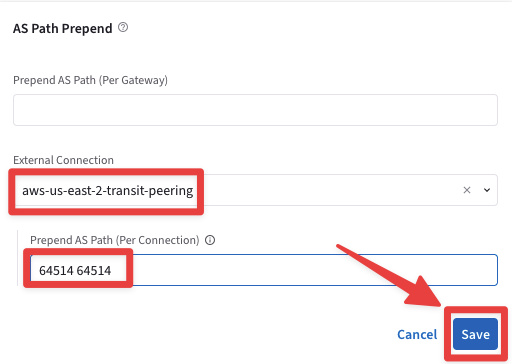 AS Path Prepend
Prepend AS Path (Per Gateway)
External Connection
aws-us-east-2-transit-peering
Prepend AS Path (Per Connection)
64514 64514
Cancel Save